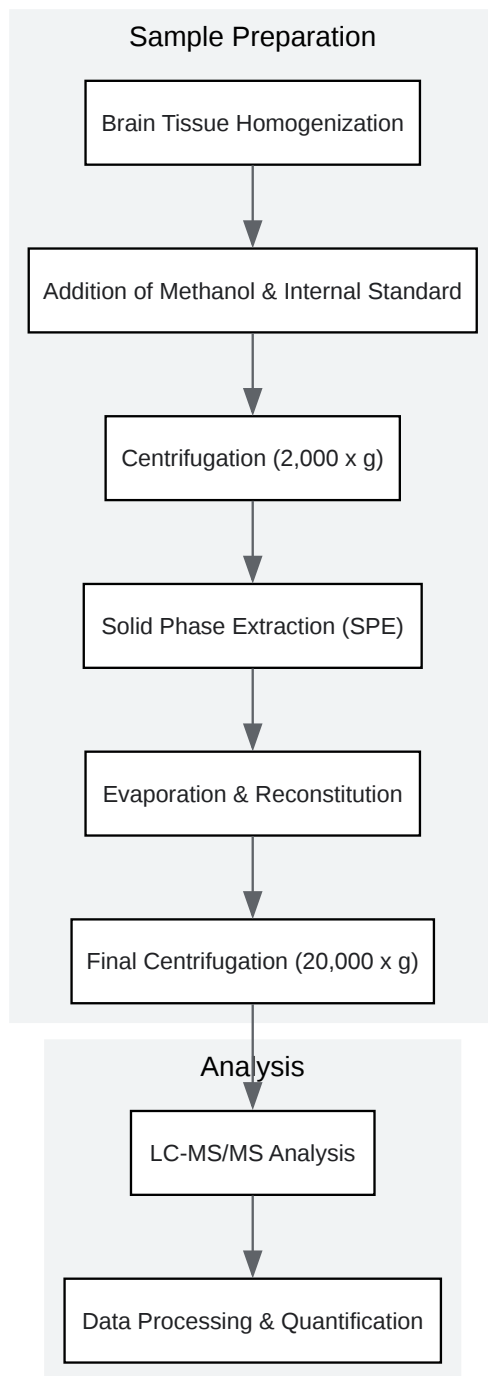 Sample Preparation
Brain Tissue Homogenization
Addition of Methanol & Internal Standard
Centrifugation (2,000 x g)
Solid Phase Extraction (SPE)
Evaporation & Reconstitution
Final Centrifugation (20,000 x g)
Analysis
LC-MS/MS Analysis
Data Processing & Quantification